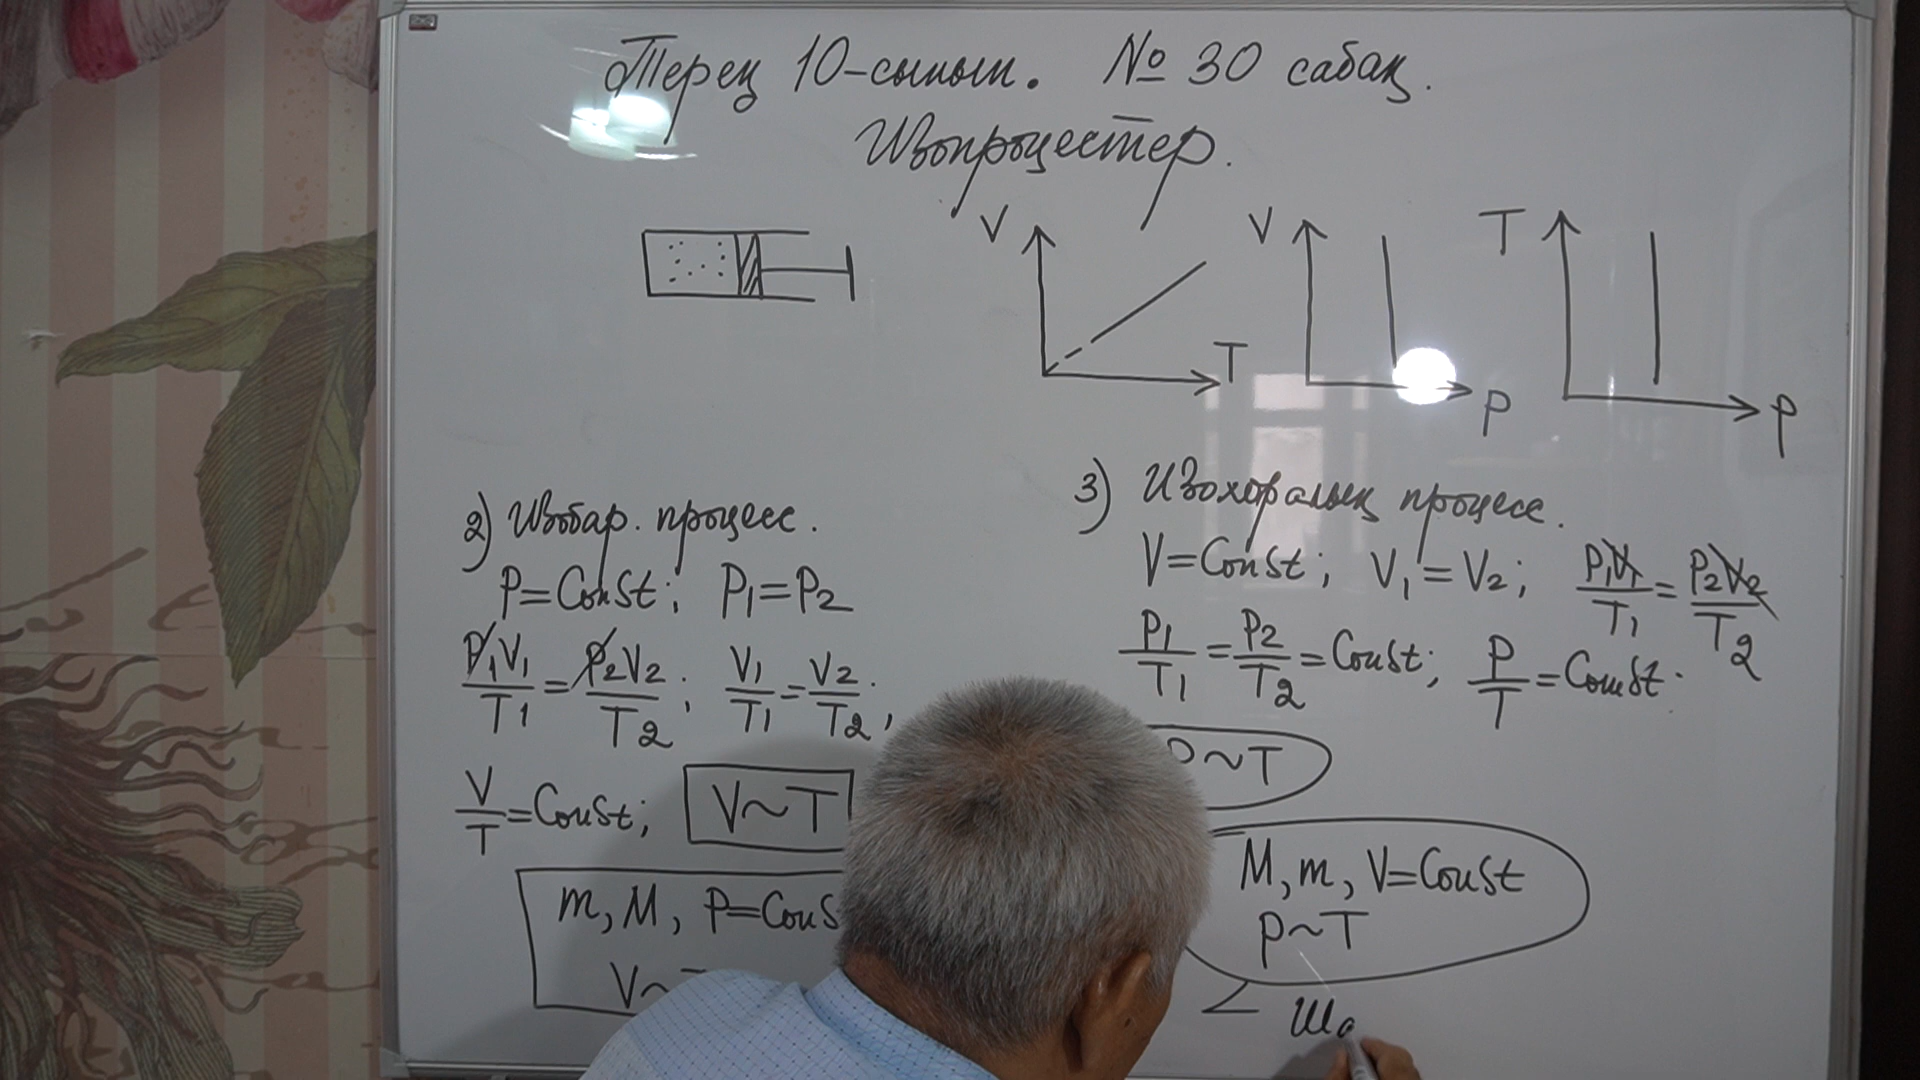 Терең 10-сынып. № 30 сабақ.
Изопроцестер.
V T
V P
T P
2) Изобар. процесс.
P=Const; P₁=P₂
P₁V₁/T₁=P₂V₂/T₂; V₁/T₁=V₂/T₂;
V/T=Const; V~T
m, M, P=Cons
V~
3) Изохоралық процесс.
V=Const; V₁=V₂; P₁V₁/T₁=P₂V₂/T₂
P₁/T₁=P₂/T₂=Const; P/T=Const.
P~T
M, m, V=Const
P~T
Ша